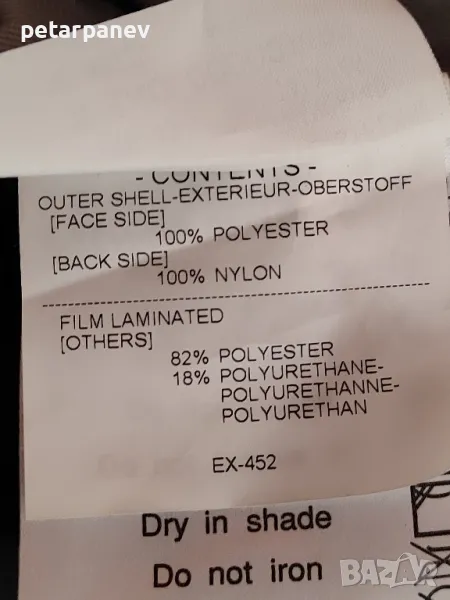 petarpanev
- CONTENTS -
OUTER SHELL-EXTERIEUR-OBERSTOFF
[FACE SIDE]
100% POLYESTER
[BACK SIDE]
100% NYLON
FILM LAMINATED
[OTHERS]
82% POLYESTER
18% POLYURETHANE-
POLYURETHANNE-
POLYURETHAN
EX-452
Dry in shade
Do not iron
BAZAR